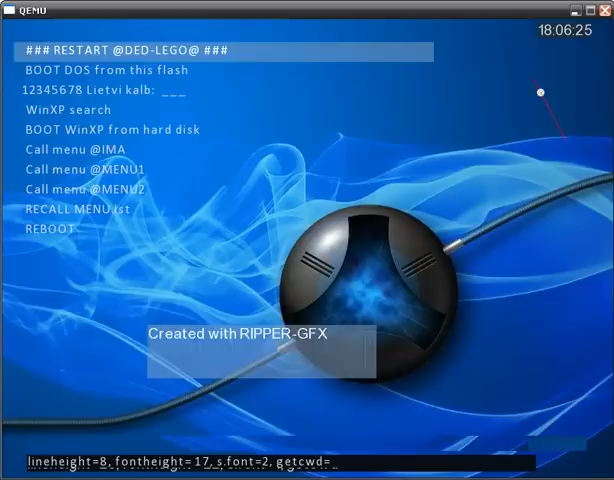 QEMU
18:06:25
### RESTART @DED-LEGO@ ###
BOOT DOS from this flash
12345678 Lietvi kalb: ___
WinXP search
BOOT WinXP from hard disk
Call menu @IMA
Call menu @MENU1
Call menu @MENU2
RECALL MENU.lst
REBOOT
Created with RIPPER-GFX
lineheight=8, fontheight= 17, s.font=2, getcwd=